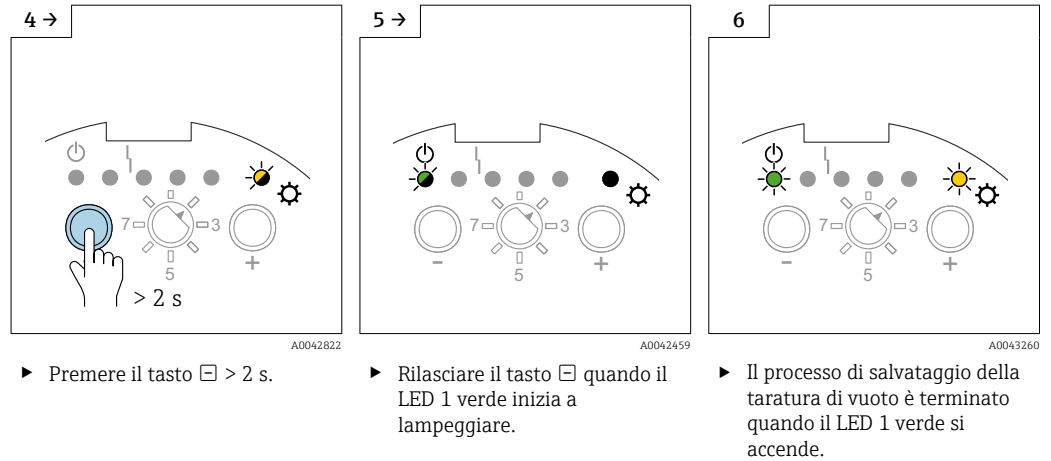 4 →
7
3
5
> 2 s
A0042822
▶ Premere il tasto ⊟ > 2 s.
5 →
7
3
5
-
+
A0042459
▶ Rilasciare il tasto ⊟ quando il
LED 1 verde inizia a
lampeggiare.
6
7
3
5
-
+
A0043260
▶ Il processo di salvataggio della
taratura di vuoto è terminato
quando il LED 1 verde si
accende.